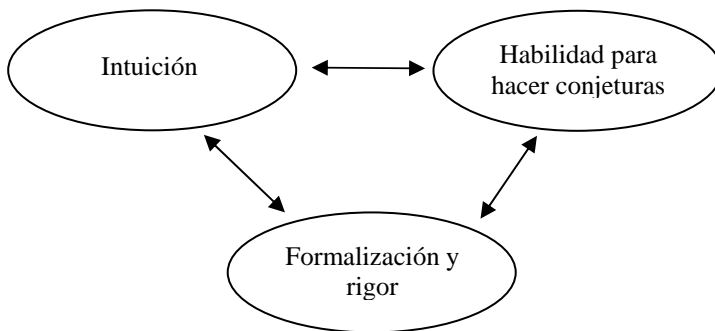 Intuición
Habilidad para
hacer conjeturas
Formalización y
rigor